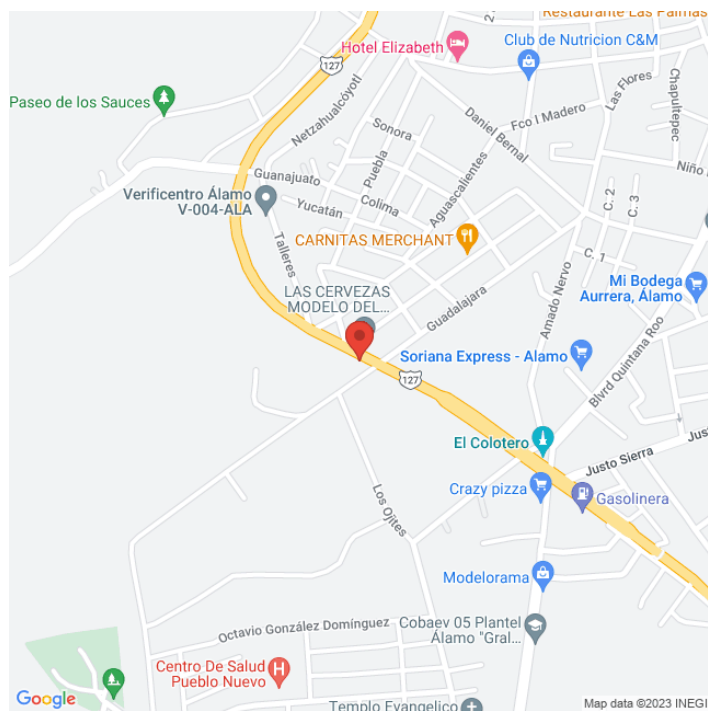 Restaurante Las Palmas
Hotel Elizabeth
Club de Nutricion C&M
127
Paseo de los Sauces
Netzahualcóyotl
Sonora
Daniel Bernal
Fco I Madero
Las Flores
Chapultepec
Puebla
Aguascalientes
Niño
Guanajuato
Verificentro Álamo
V-004-ALA
Yucatán
Colima
C. 2
C. 3
CARNITAS MERCHANT
Talleres
C. 1
LAS CERVEZAS
MODELO DEL...
Guadalajara
Amado Nervo
Mi Bodega
Aurrera, Álamo
Blvrd Quintana Roo
Soriana Express - Alamo
127
El Colotero
Justo Sierra
Justo
Crazy pizza
Gasolinera
Los Ojites
Modelorama
Octavio González Domínguez
Cobaev 05 Plantel
Álamo "Gral...
Centro De Salud
Pueblo Nuevo
H
Templo Evangelico
Google
Map data ©2023 INEGI